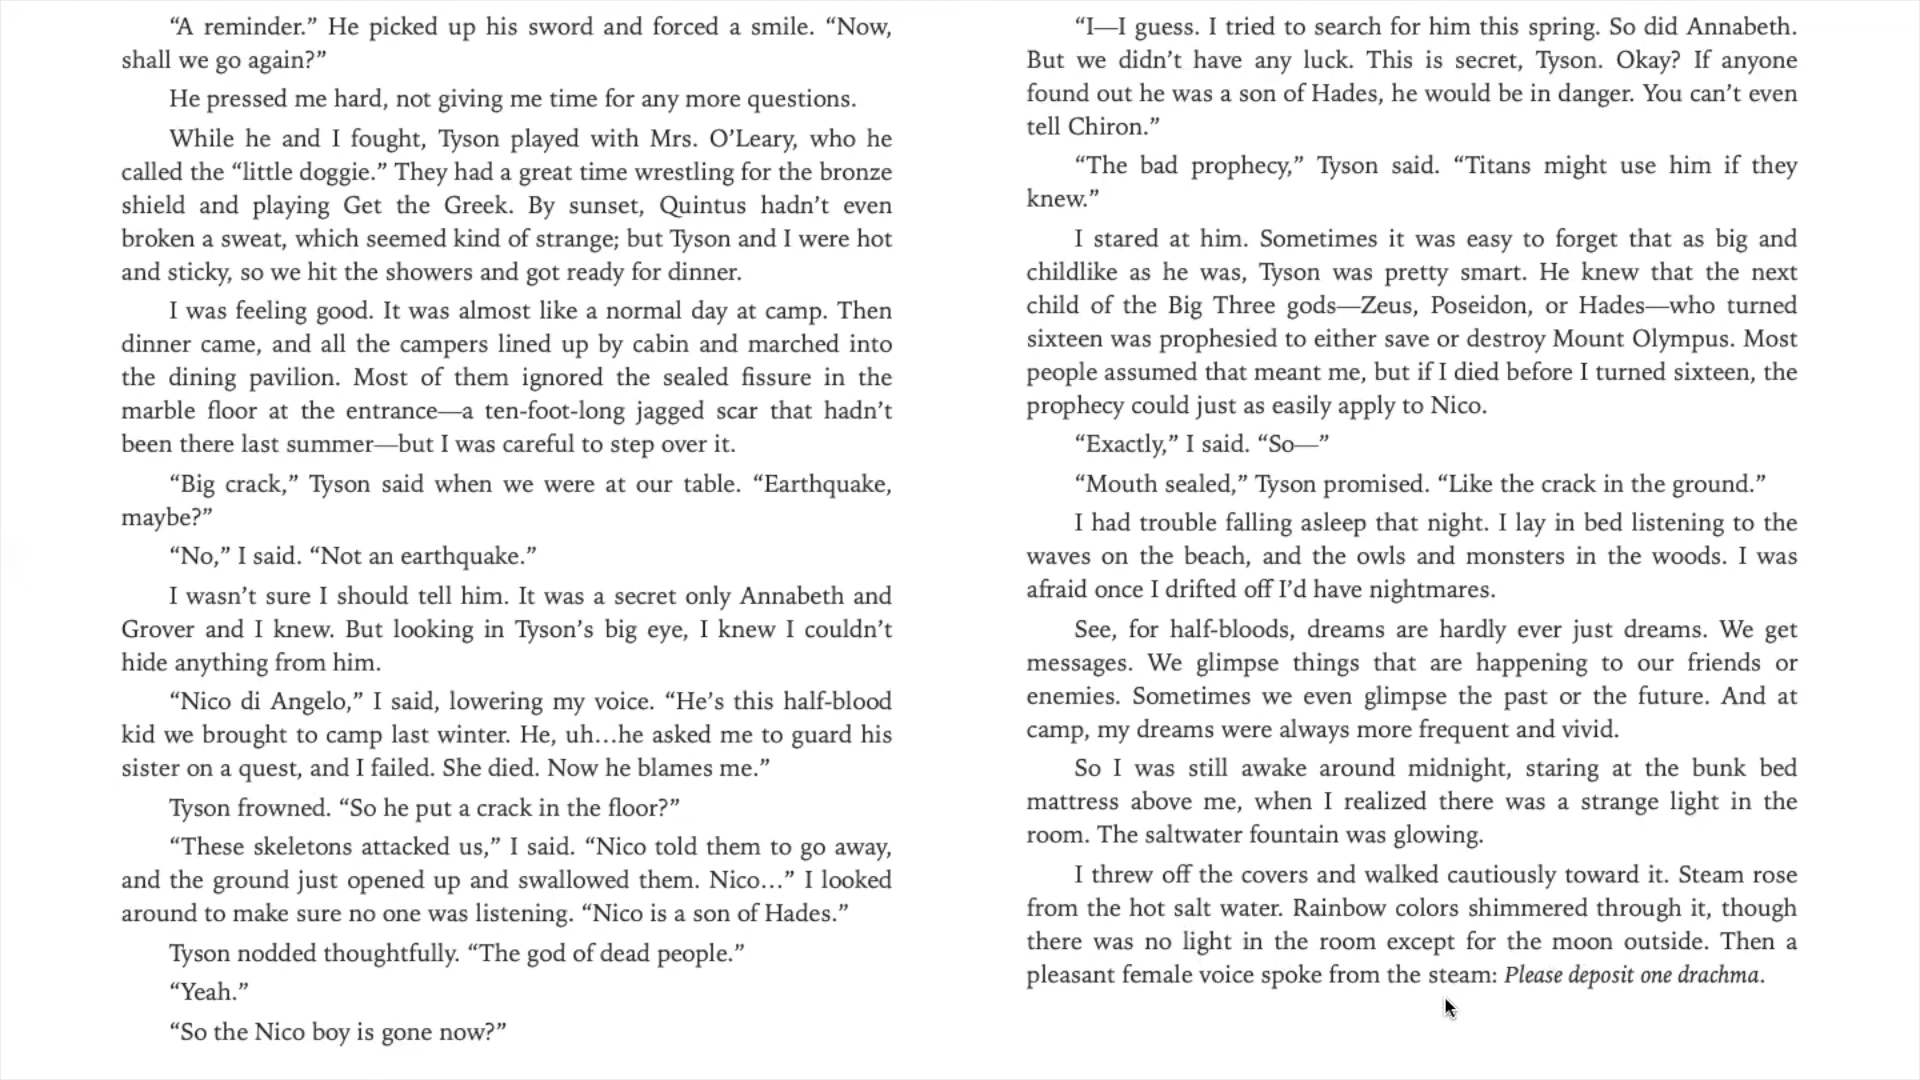 “A reminder.” He picked up his sword and forced a smile. “Now,
shall we go again?”
He pressed me hard, not giving me time for any more questions.
While he and I fought, Tyson played with Mrs. O’Leary, who he
called the “little doggie.” They had a great time wrestling for the bronze
shield and playing Get the Greek. By sunset, Quintus hadn’t even
broken a sweat, which seemed kind of strange; but Tyson and I were hot
and sticky, so we hit the showers and got ready for dinner.
I was feeling good. It was almost like a normal day at camp. Then
dinner came, and all the campers lined up by cabin and marched into
the dining pavilion. Most of them ignored the sealed fissure in the
marble floor at the entrance—a ten-foot-long jagged scar that hadn’t
been there last summer—but I was careful to step over it.
“Big crack,” Tyson said when we were at our table. “Earthquake,
maybe?”
“No,” I said. “Not an earthquake.”
I wasn’t sure I should tell him. It was a secret only Annabeth and
Grover and I knew. But looking in Tyson’s big eye, I knew I couldn’t
hide anything from him.
“Nico di Angelo,” I said, lowering my voice. “He’s this half-blood
kid we brought to camp last winter. He, uh…he asked me to guard his
sister on a quest, and I failed. She died. Now he blames me.”
Tyson frowned. “So he put a crack in the floor?”
“These skeletons attacked us,” I said. “Nico told them to go away,
and the ground just opened up and swallowed them. Nico…” I looked
around to make sure no one was listening. “Nico is a son of Hades.”
Tyson nodded thoughtfully. “The god of dead people.”
“Yeah.”
“So the Nico boy is gone now?”
“I—I guess. I tried to search for him this spring. So did Annabeth.
But we didn’t have any luck. This is secret, Tyson. Okay? If anyone
found out he was a son of Hades, he would be in danger. You can’t even
tell Chiron.”
“The bad prophecy,” Tyson said. “Titans might use him if they
knew.”
I stared at him. Sometimes it was easy to forget that as big and
childlike as he was, Tyson was pretty smart. He knew that the next
child of the Big Three gods—Zeus, Poseidon, or Hades—who turned
sixteen was prophesied to either save or destroy Mount Olympus. Most
people assumed that meant me, but if I died before I turned sixteen, the
prophecy could just as easily apply to Nico.
“Exactly,” I said. “So—”
“Mouth sealed,” Tyson promised. “Like the crack in the ground.”
I had trouble falling asleep that night. I lay in bed listening to the
waves on the beach, and the owls and monsters in the woods. I was
afraid once I drifted off I’d have nightmares.
See, for half-bloods, dreams are hardly ever just dreams. We get
messages. We glimpse things that are happening to our friends or
enemies. Sometimes we even glimpse the past or the future. And at
camp, my dreams were always more frequent and vivid.
So I was still awake around midnight, staring at the bunk bed
mattress above me, when I realized there was a strange light in the
room. The saltwater fountain was glowing.
I threw off the covers and walked cautiously toward it. Steam rose
from the hot salt water. Rainbow colors shimmered through it, though
there was no light in the room except for the moon outside. Then a
pleasant female voice spoke from the steam: Please deposit one drachma.